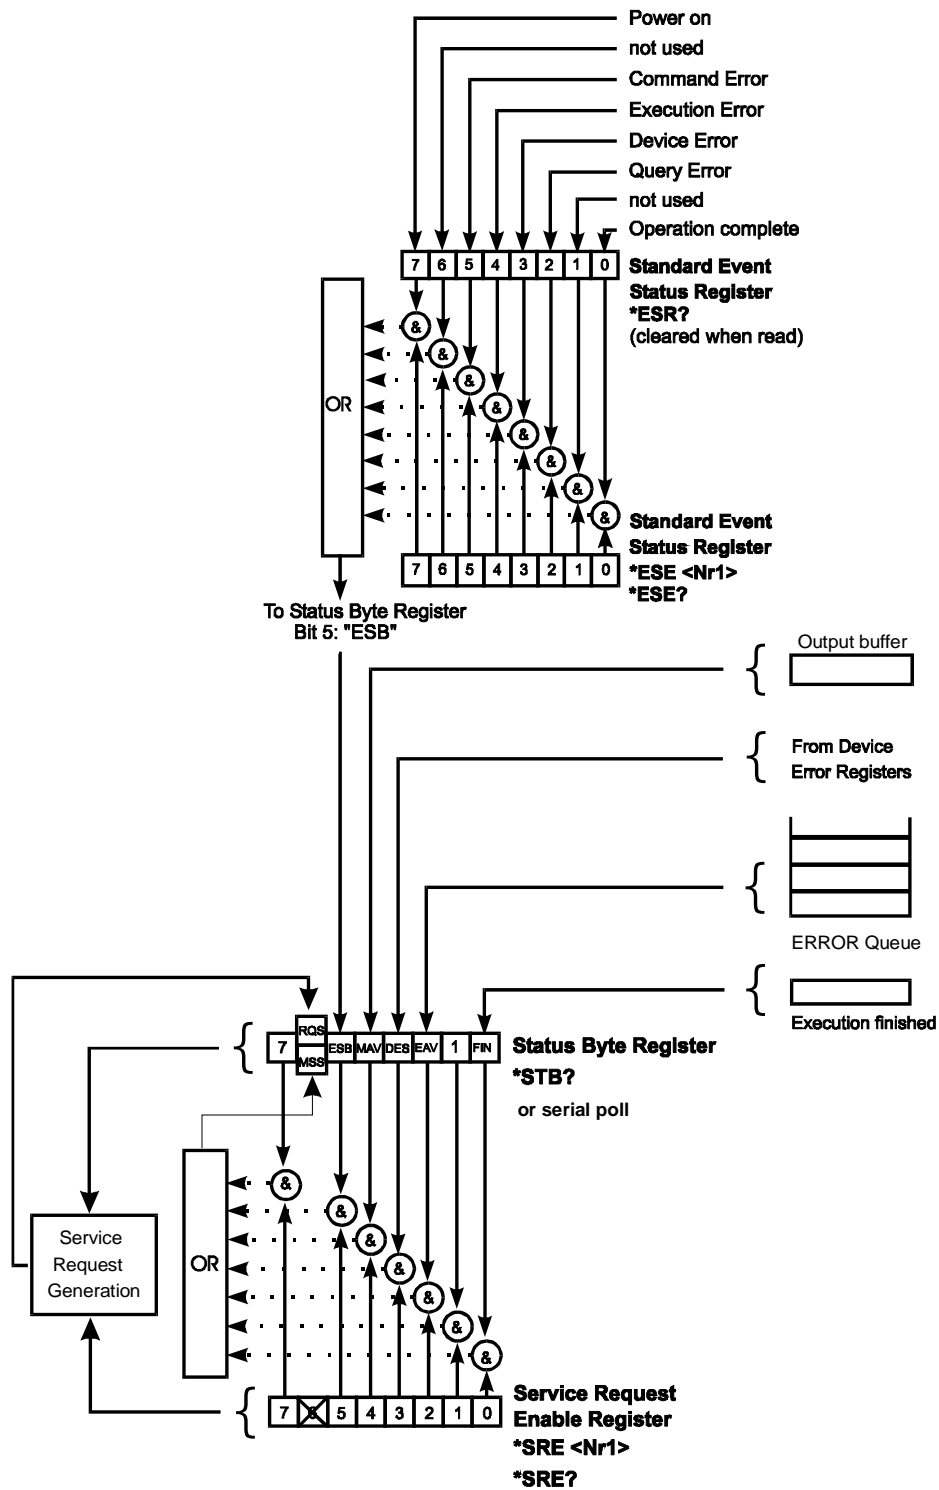 Power on
not used
Command Error
Execution Error
Device Error
Query Error
not used
Operation complete
7 6 5 4 3 2 1 0
Standard Event
Status Register
*ESR?
(cleared when read)
&
&
&
&
&
&
&
&
OR
Standard Event
Status Register
*ESE <Nr1>
*ESE?
7 6 5 4 3 2 1 0
To Status Byte Register
Bit 5: "ESB"
Output buffer
From Device
Error Registers
ERROR Queue
Execution finished
7 RQS MSS ESB MAV DES EAV 1 FIN
Status Byte Register
*STB?
or serial poll
&
&
&
&
&
&
&
OR
Service
Request
Generation
7 6 5 4 3 2 1 0
Service Request
Enable Register
*SRE <Nr1>
*SRE?